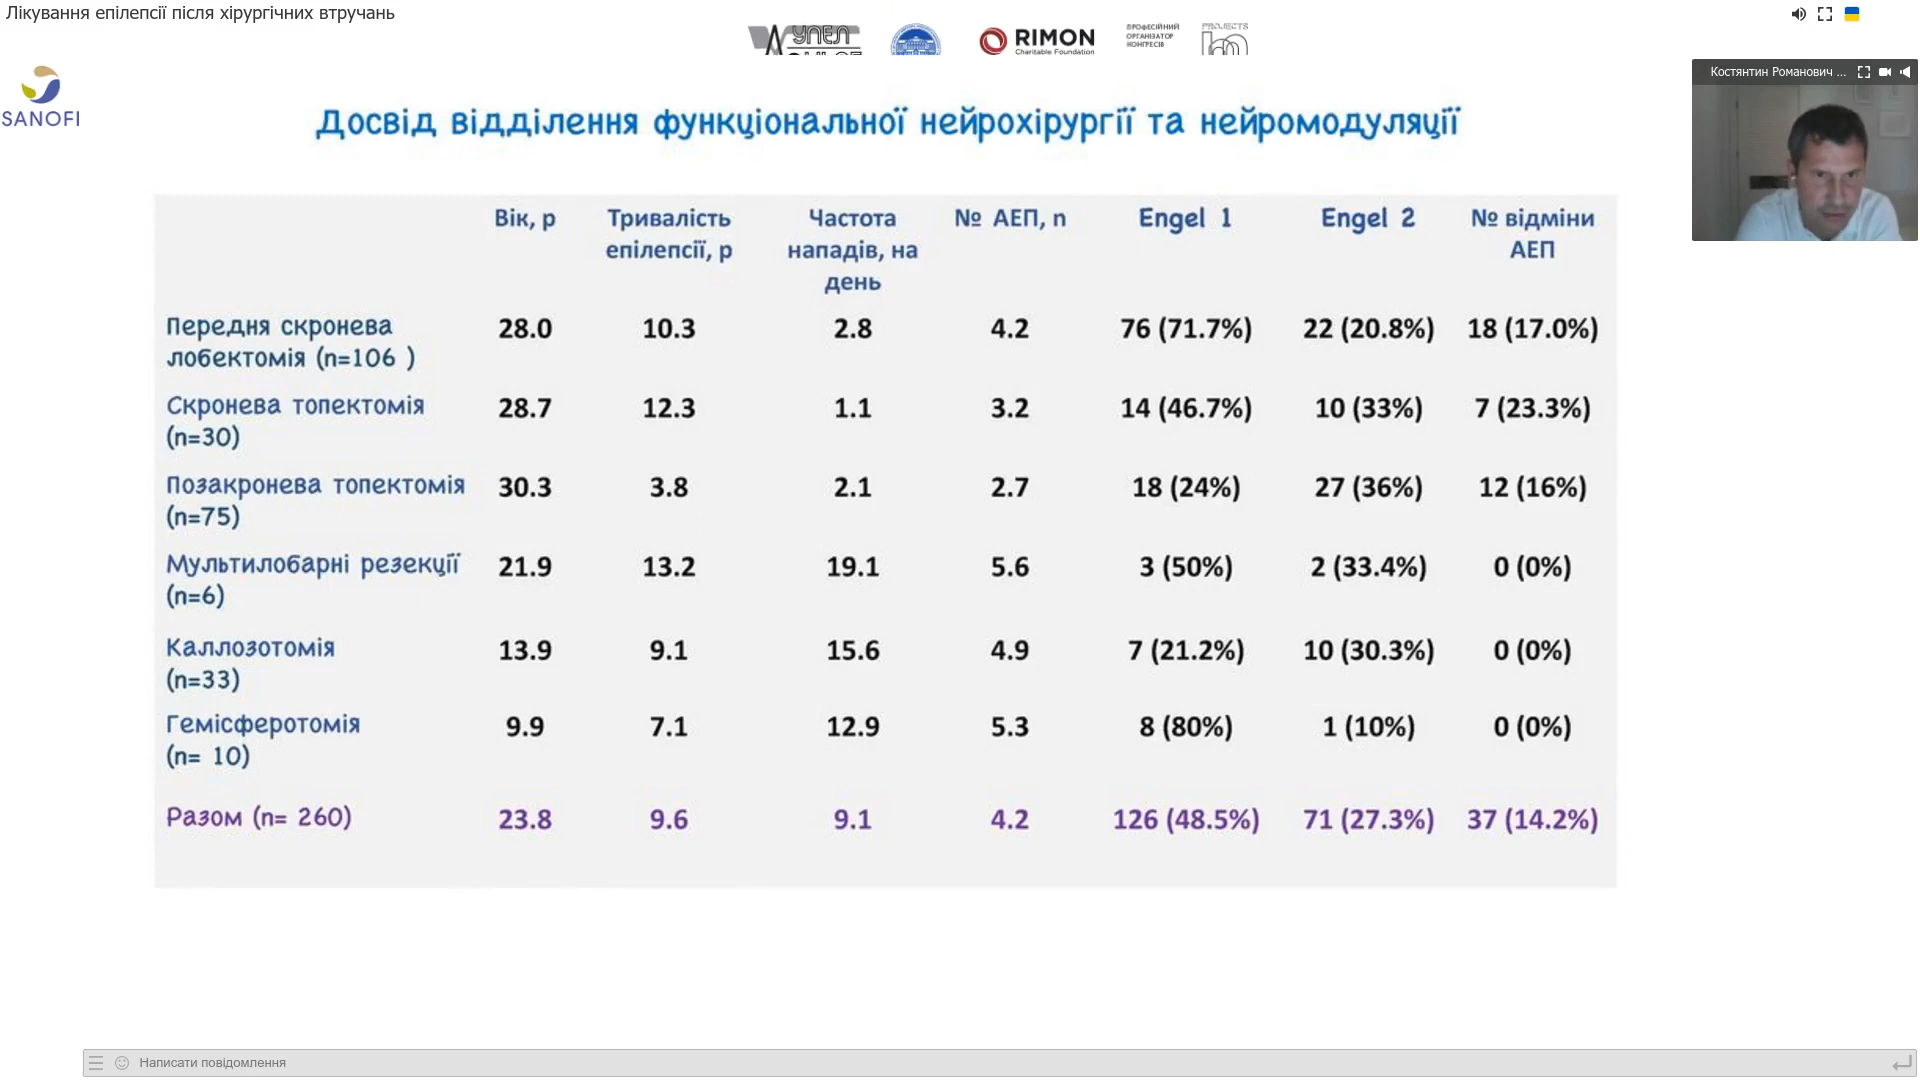 Лікування епілепсії після хірургічних втручань
УПЕЛ
RIMON
Charitable Foundation
ПРОФЕСІЙНИЙ
ОРГАНІЗАТОР
КОНГРЕСІВ
PROJECTS
SANOFI
Костянтин Романович ...
Досвід відділення функціональної нейрохірургії та нейромодуляції
Вік, р Тривалість епілепсії, р Частота нападів, на день № АЕП, n Engel 1 Engel 2 № відміни АЕП
Передня скронева лобектомія (n=106 ) 28.0 10.3 2.8 4.2 76 (71.7%) 22 (20.8%) 18 (17.0%)
Скронева топектомія (n=30) 28.7 12.3 1.1 3.2 14 (46.7%) 10 (33%) 7 (23.3%)
Позакронева топектомія (n=75) 30.3 3.8 2.1 2.7 18 (24%) 27 (36%) 12 (16%)
Мультилобарні резекції (n=6) 21.9 13.2 19.1 5.6 3 (50%) 2 (33.4%) 0 (0%)
Каллозотомія (n=33) 13.9 9.1 15.6 4.9 7 (21.2%) 10 (30.3%) 0 (0%)
Гемісферотомія (n= 10) 9.9 7.1 12.9 5.3 8 (80%) 1 (10%) 0 (0%)
Разом (n= 260) 23.8 9.6 9.1 4.2 126 (48.5%) 71 (27.3%) 37 (14.2%)
Написати повідомлення